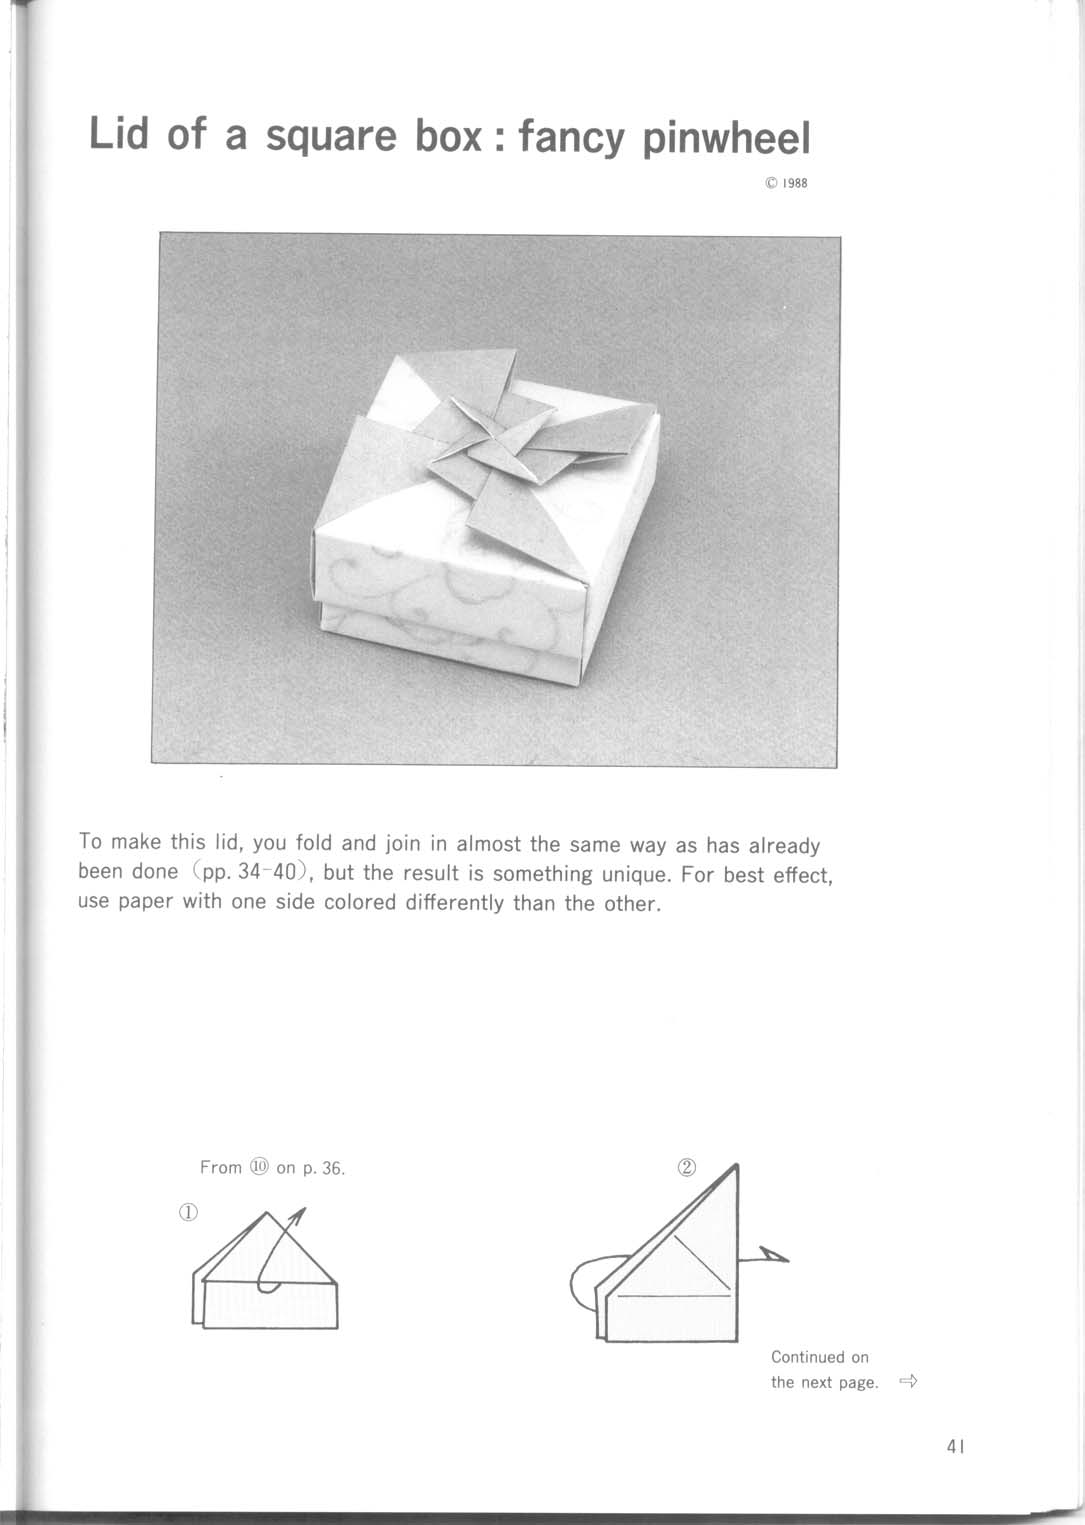 Lid of a square box : fancy pinwheel
© 1988
To make this lid, you fold and join in almost the same way as has already
been done (pp. 34-40), but the result is something unique. For best effect,
use paper with one side colored differently than the other.
From ⑩ on p. 36.
①
②
Continued on
the next page. ⇨
41